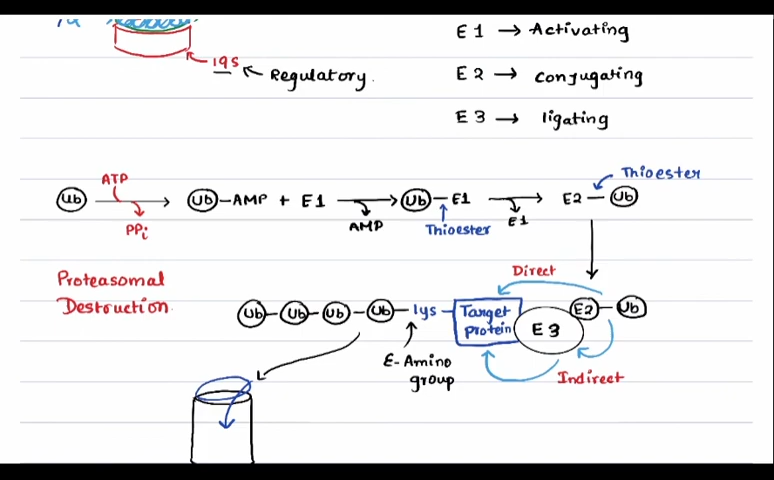 E1 → Activating
19S ← Regulatory.
E2 → conjugating
E3 → ligating
Thioester
ATP
Ub → Ub-AMP + E1 → Ub-E1 → E2-Ub
PPi
AMP
Thioester
E1
Proteasomal
Destruction
Direct
Ub-Ub-Ub-Ub-lys-Target protein E3 E2-Ub
ε-Amino
group
Indirect